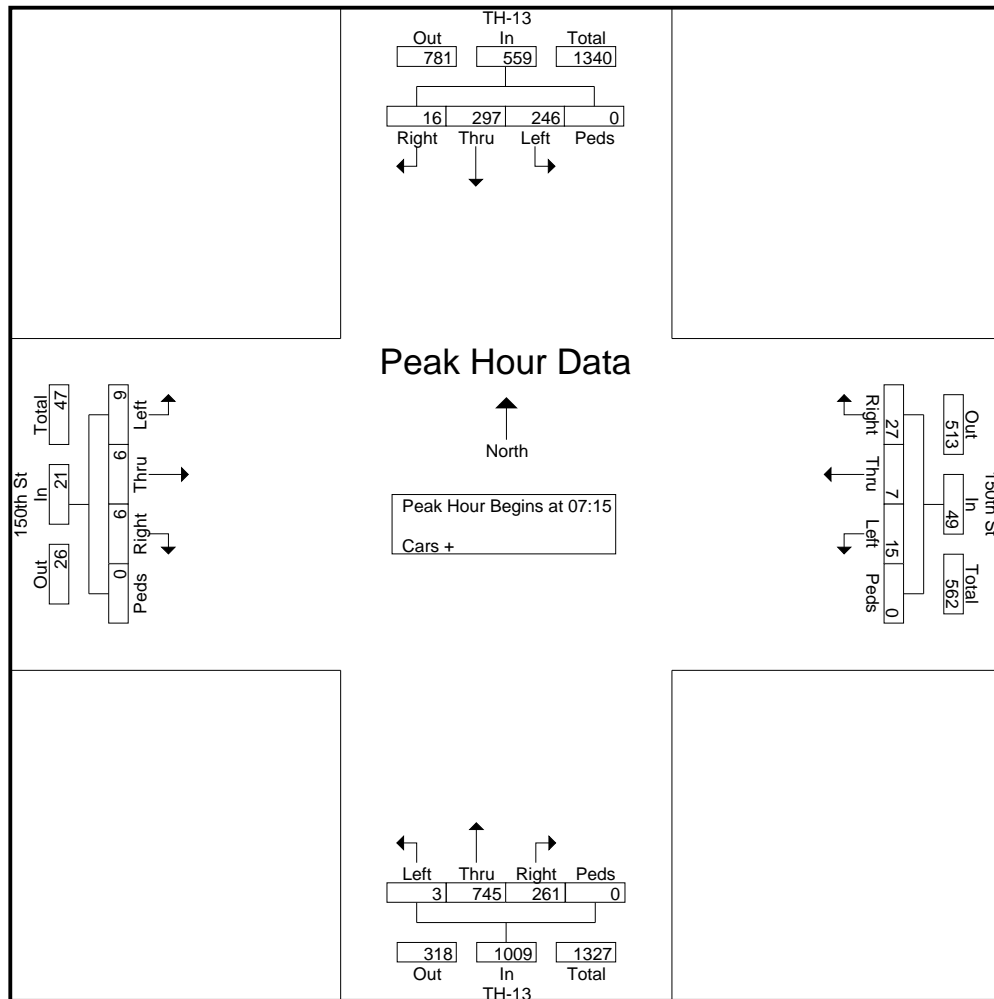 TH-13
Out In Total
781 559 1340
16 297 246 0
Right Thru Left Peds
Peak Hour Data
North
Peak Hour Begins at 07:15
Cars +
150th St
Total In Out
47 21 26
9 6 6 0
Left Thru Right Peds
150th St
Out In Total
513 49 562
27 7 15 0
Right Thru Left Peds
Left Thru Right Peds
3 745 261 0
318 1009 1327
Out In Total
TH-13